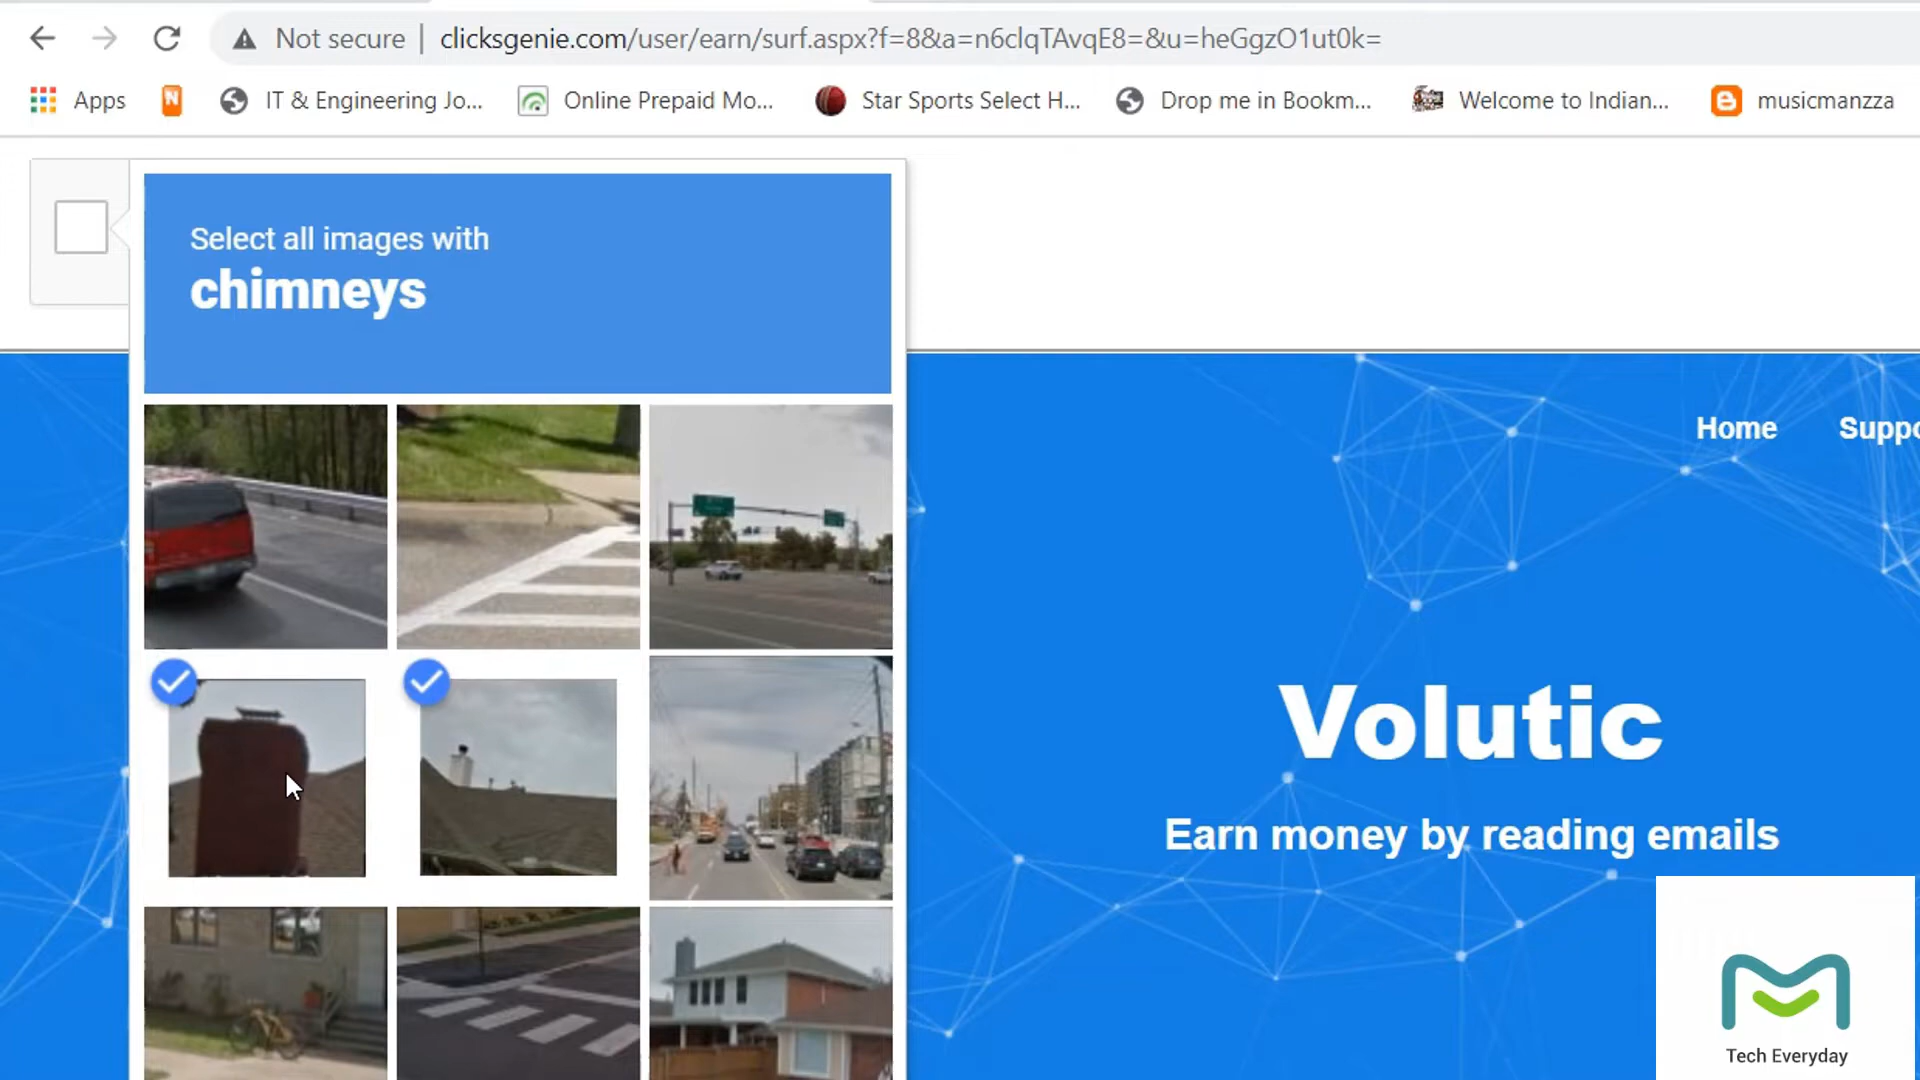 Not secure | clicksgenie.com/user/earn/surf.aspx?f=8&a=n6clqTAvqE8=&u=heGgzO1ut0k=
Apps
N
IT & Engineering Jo...
Online Prepaid Mo...
Star Sports Select H...
Drop me in Bookm...
Welcome to Indian...
musicmanzza
Select all images with
chimneys
Home
Suppo
Volutic
Earn money by reading emails
Tech Everyday